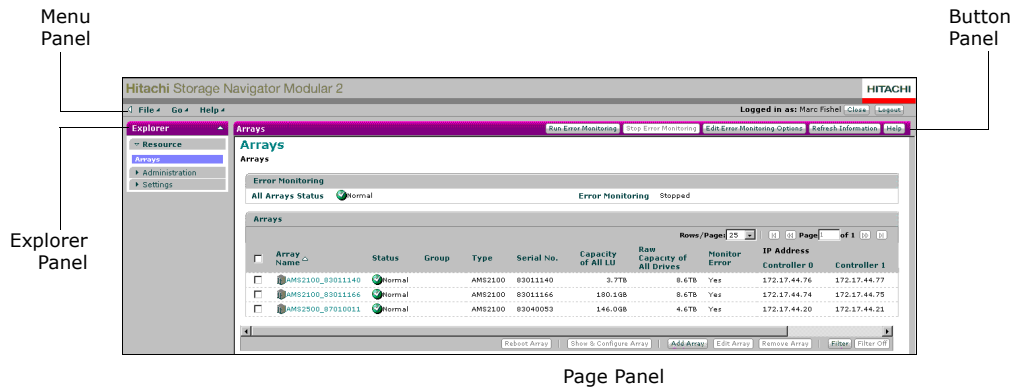 Menu
Panel
Button
Panel
Hitachi Storage Navigator Modular 2
HITACHI
File Go Help
Logged in as: Marc Fishel Close Logout
Explorer
Arrays
Run Error Monitoring Stop Error Monitoring Edit Error Monitoring Options Refresh Information Help
Resource
Arrays
Administration
Settings
Arrays
Arrays
Error Monitoring
All Arrays Status Normal Error Monitoring Stopped
Arrays
Rows/Page: 25 Page 1 of 1
Array Name Status Group Type Serial No. Capacity of All LU Raw Capacity of All Drives Monitor Error IP Address Controller 0 Controller 1
AMS2100_83011140 Normal AMS2100 83011140 3.7TB 8.6TB Yes 172.17.44.76 172.17.44.77
AMS2100_83011166 Normal AMS2100 83011166 180.1GB 8.6TB Yes 172.17.44.74 172.17.44.75
AMS2500_87010011 Normal AMS2100 83040053 146.0GB 4.6TB Yes 172.17.44.20 172.17.44.21
Reboot Array Show & Configure Array Add Array Edit Array Remove Array Filter Filter Off
Explorer
Panel
Page Panel